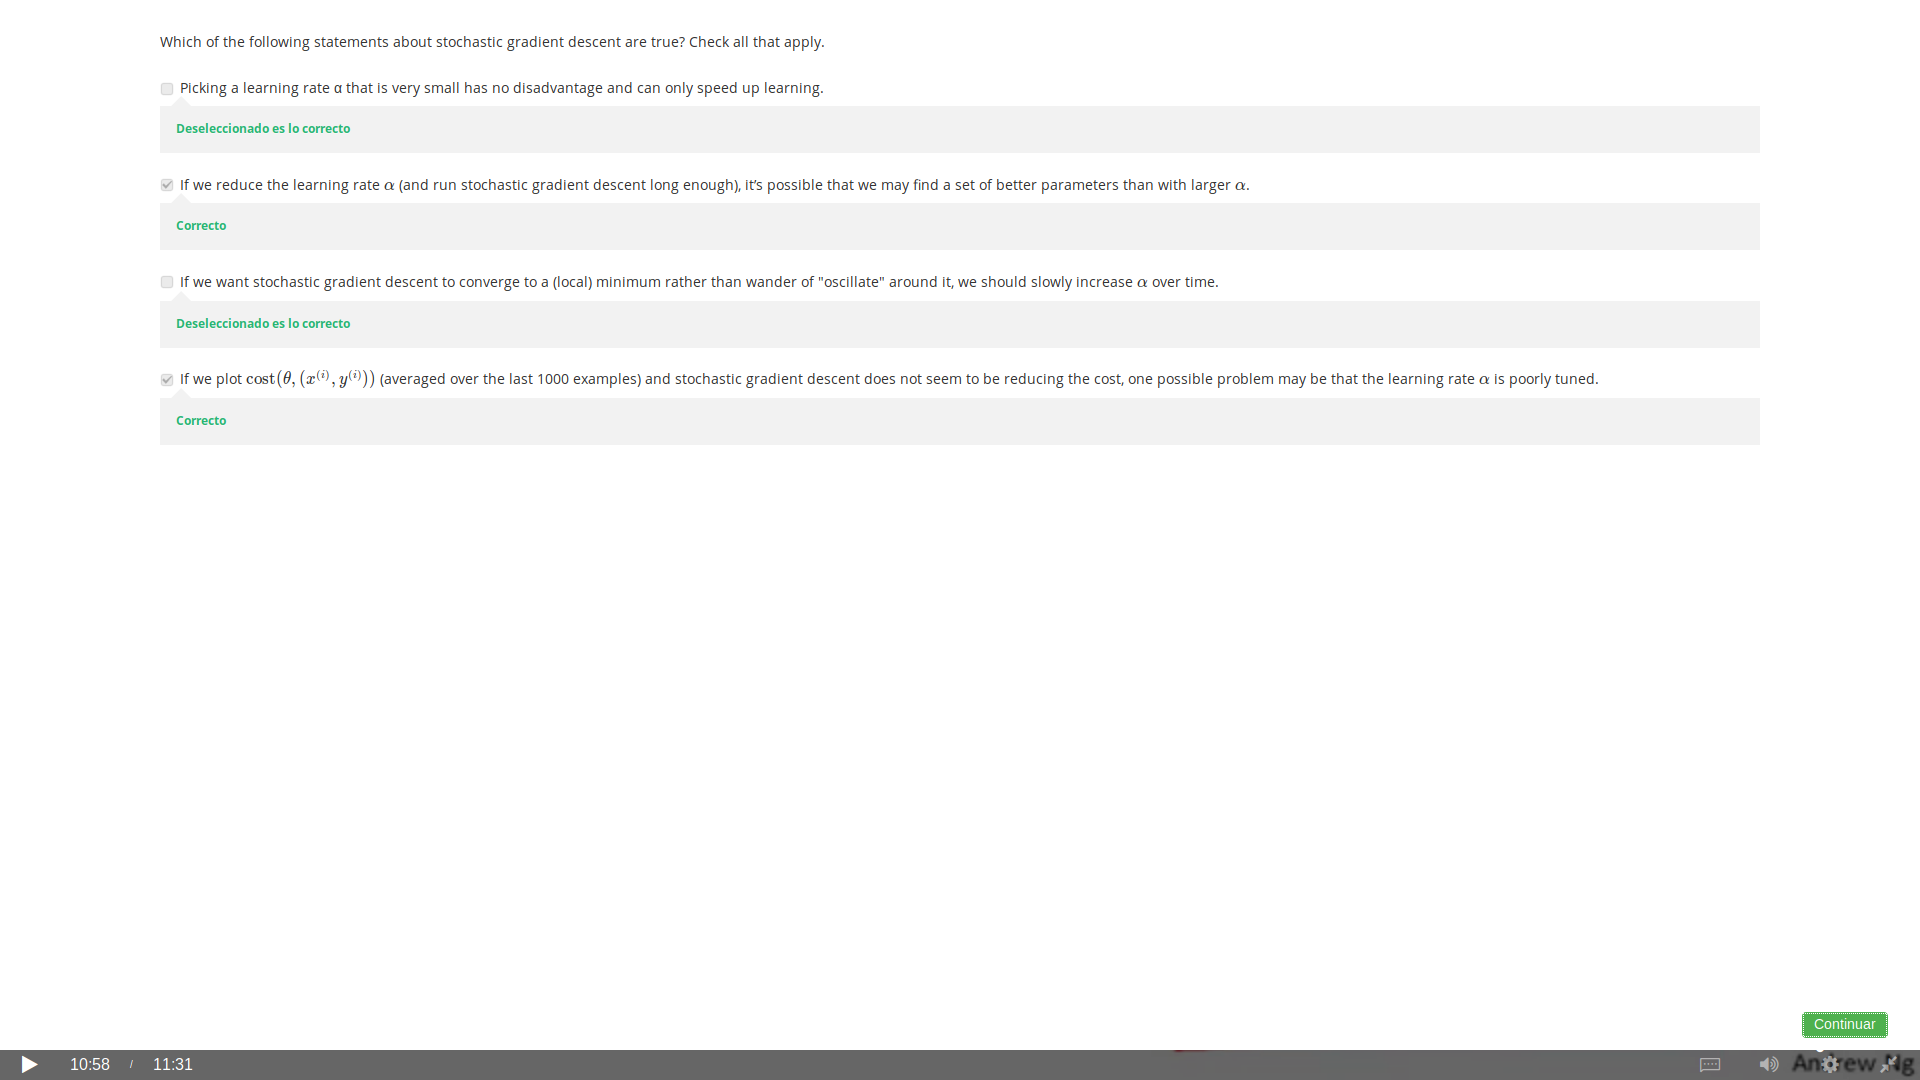 Which of the following statements about stochastic gradient descent are true? Check all that apply.
Picking a learning rate α that is very small has no disadvantage and can only speed up learning.
Deseleccionado es lo correcto
If we reduce the learning rate α (and run stochastic gradient descent long enough), it’s possible that we may find a set of better parameters than with larger α.
Correcto
If we want stochastic gradient descent to converge to a (local) minimum rather than wander of "oscillate" around it, we should slowly increase α over time.
Deseleccionado es lo correcto
If we plot cost(θ, (x⁽ⁱ⁾, y⁽ⁱ⁾)) (averaged over the last 1000 examples) and stochastic gradient descent does not seem to be reducing the cost, one possible problem may be that the learning rate α is poorly tuned.
Correcto
Continuar
10:58 / 11:31
Andrew Ng